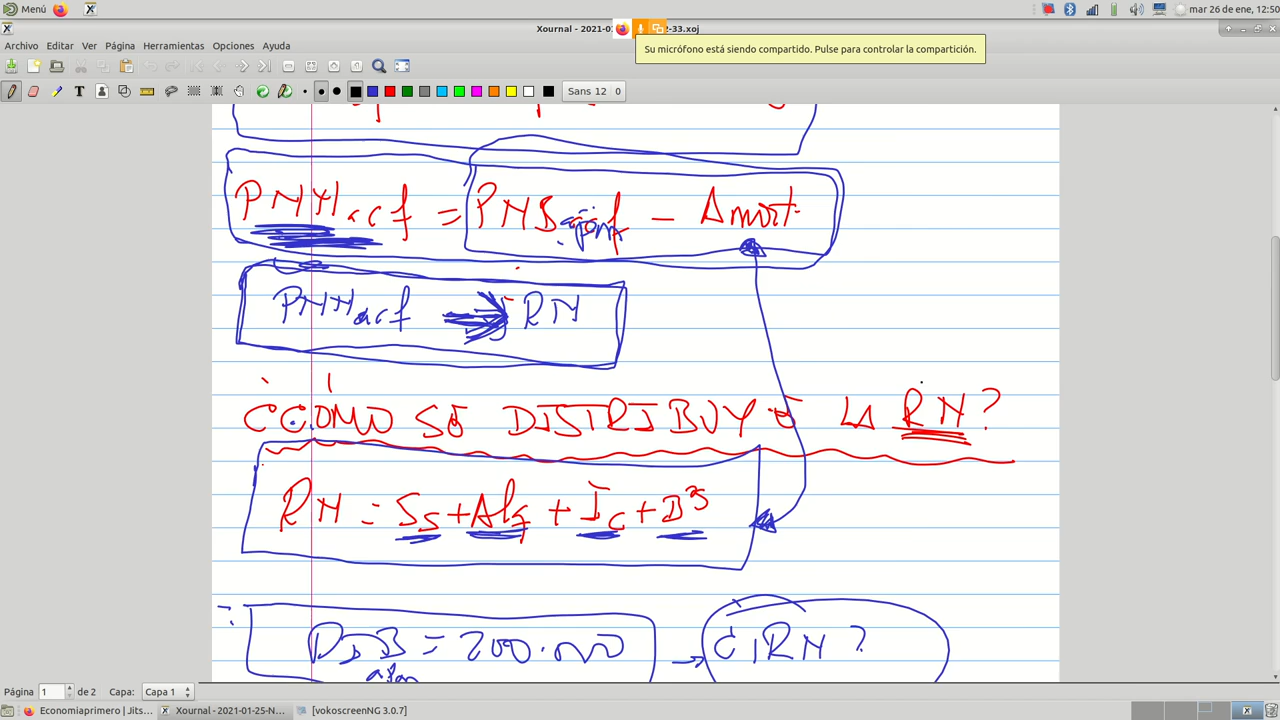 Menú
mar 26 de ene, 12:50
Xournal - 2021-01 2-33.xoj
Su micrófono está siendo compartido. Pulse para controlar la compartición.
Archivo Editar Ver Página Herramientas Opciones Ayuda
Sans 12 0
PNN cf = PNB f - Amort.
PNN cf → RN
¿CÓMO SE DISTRIBUYE LA RN?
RN = Ss + Alq + Ic + Bs
= 200.000 → ¿RN?
Página 1 de 2 Capa: Capa 1
Economiaprimero | Jits...
Xournal - 2021-01-25-N...
[vokoscreenNG 3.0.7]